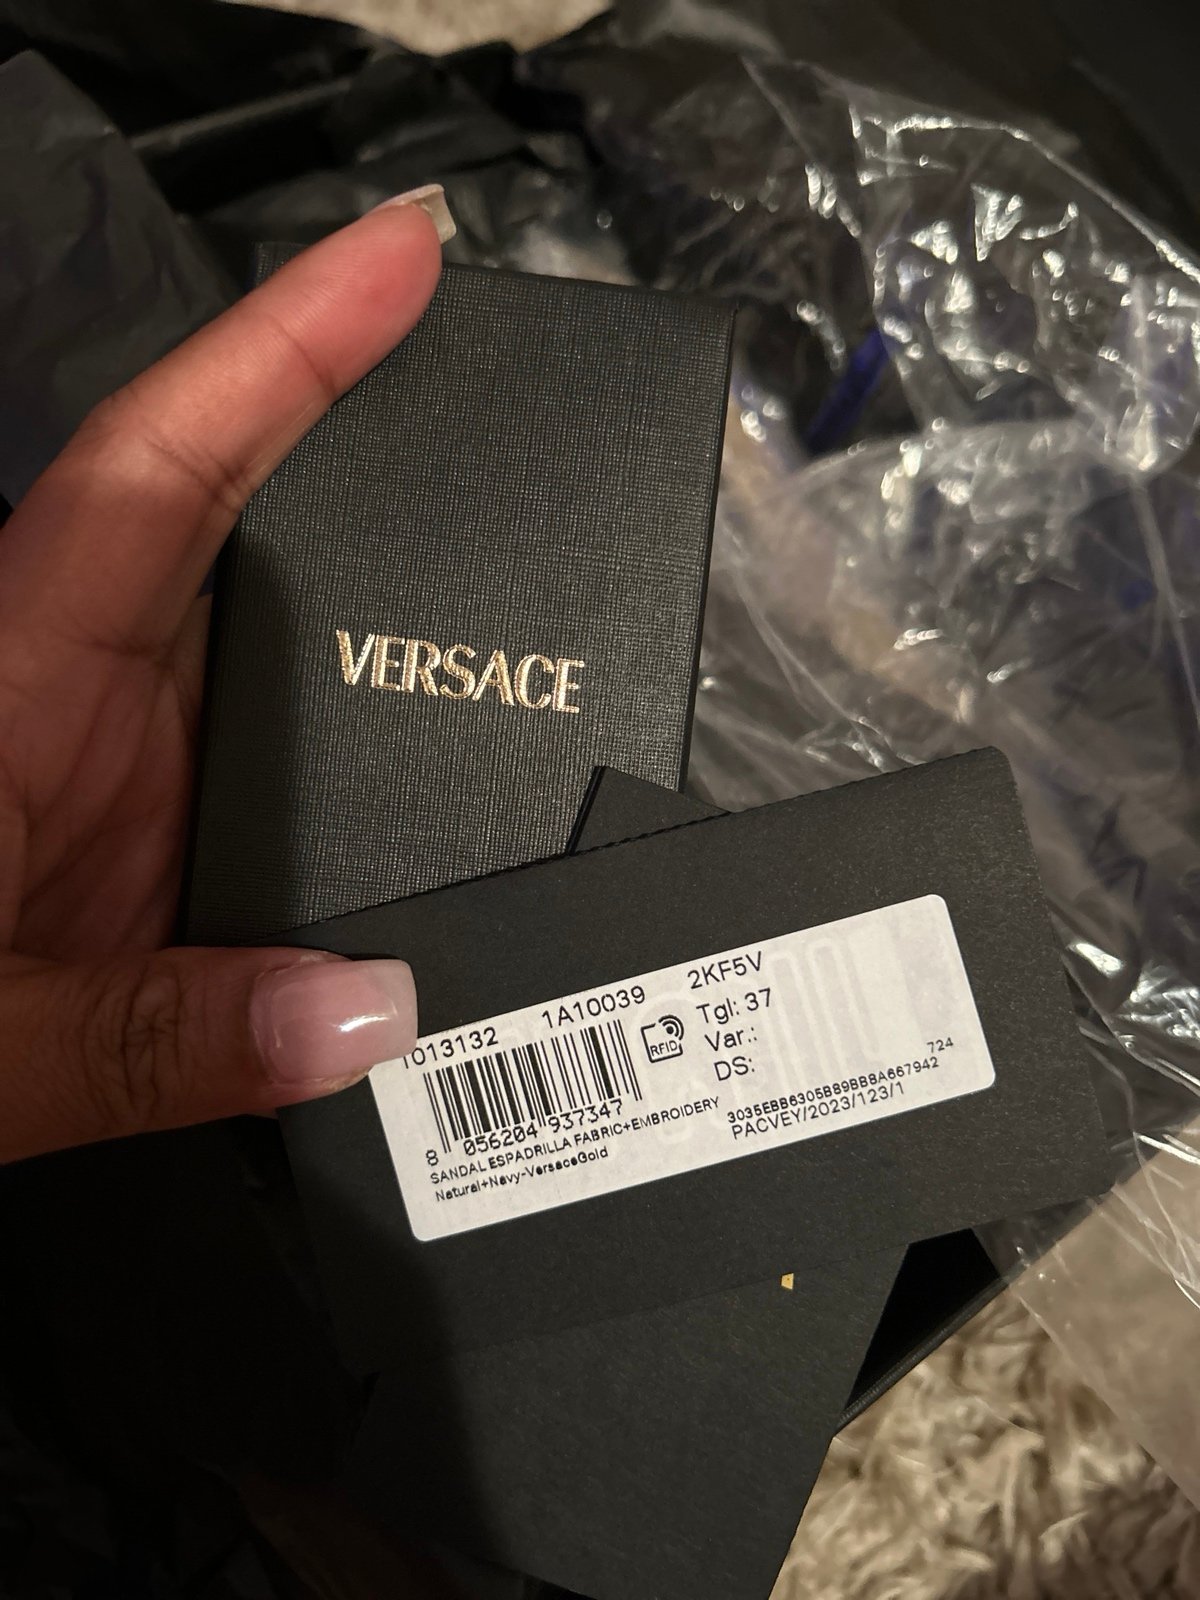 VERSACE
1013132 1A10039 2KF5V
RFID
Tgl: 37
Var.:
DS:
8 056204 937347
SANDAL ESPADRILLA FABRIC+EMBROIDERY
Natural+Navy-VersaceGold
724
3035EBB6305B89BB8A667942
PACVEY/2023/123/1